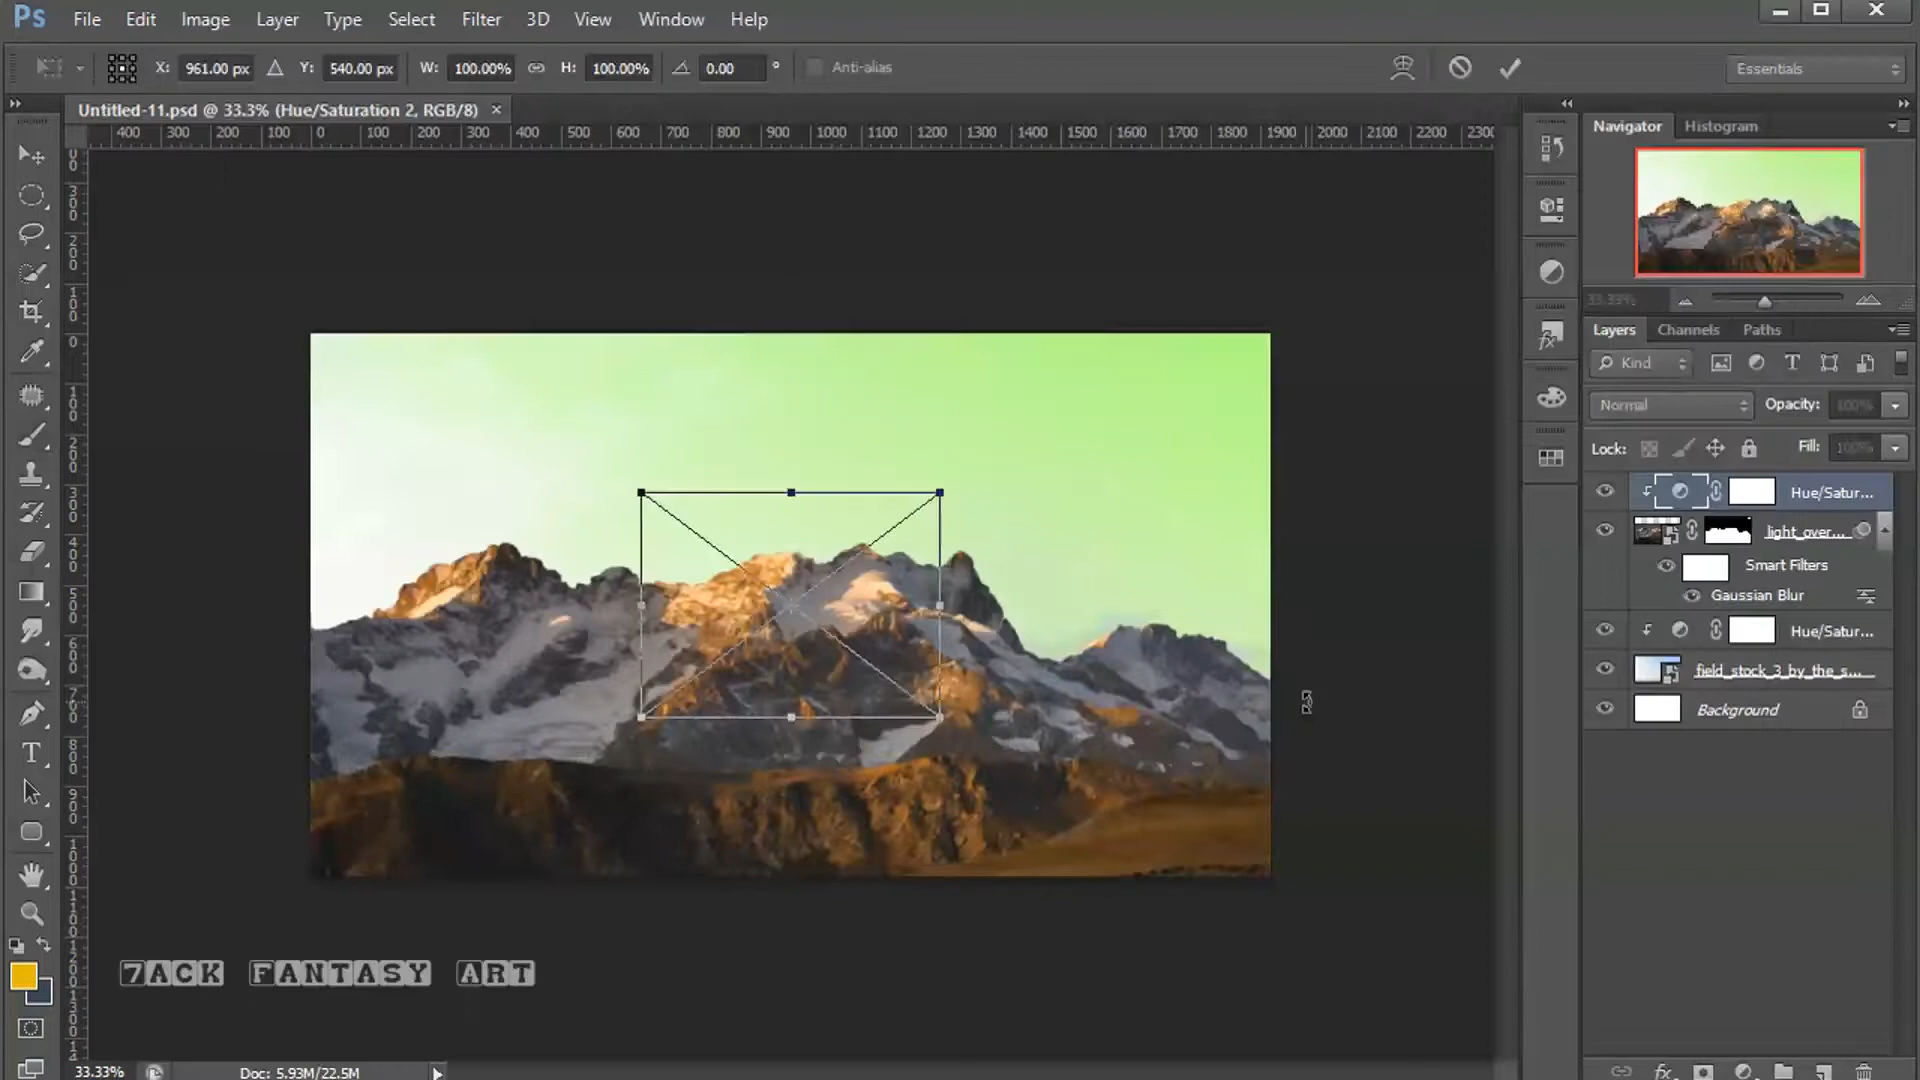 Ps File Edit Image Layer Type Select Filter 3D View Window Help
X: 961.00 px Y: 540.00 px W: 100.00% H: 100.00% 0.00 ° Anti-alias Essentials
Untitled-11.psd @ 33.3% (Hue/Saturation 2, RGB/8) ×
400 300 200 100 0 100 200 300 400 500 600 700 800 900 1000 1100 1200 1300 1400 1500 1600 1700 1800 1900 2000 2100 2200 2300
Navigator Histogram
33.33%
Layers Channels Paths
Kind
Normal Opacity: 100%
Lock: Fill: 100%
Hue/Satur...
light_over...
Smart Filters
Gaussian Blur
Hue/Satur...
field_stock_3_by_the_s...
Background
7ACK FANTASY ART
33.33% Doc: 5.93M/22.5M